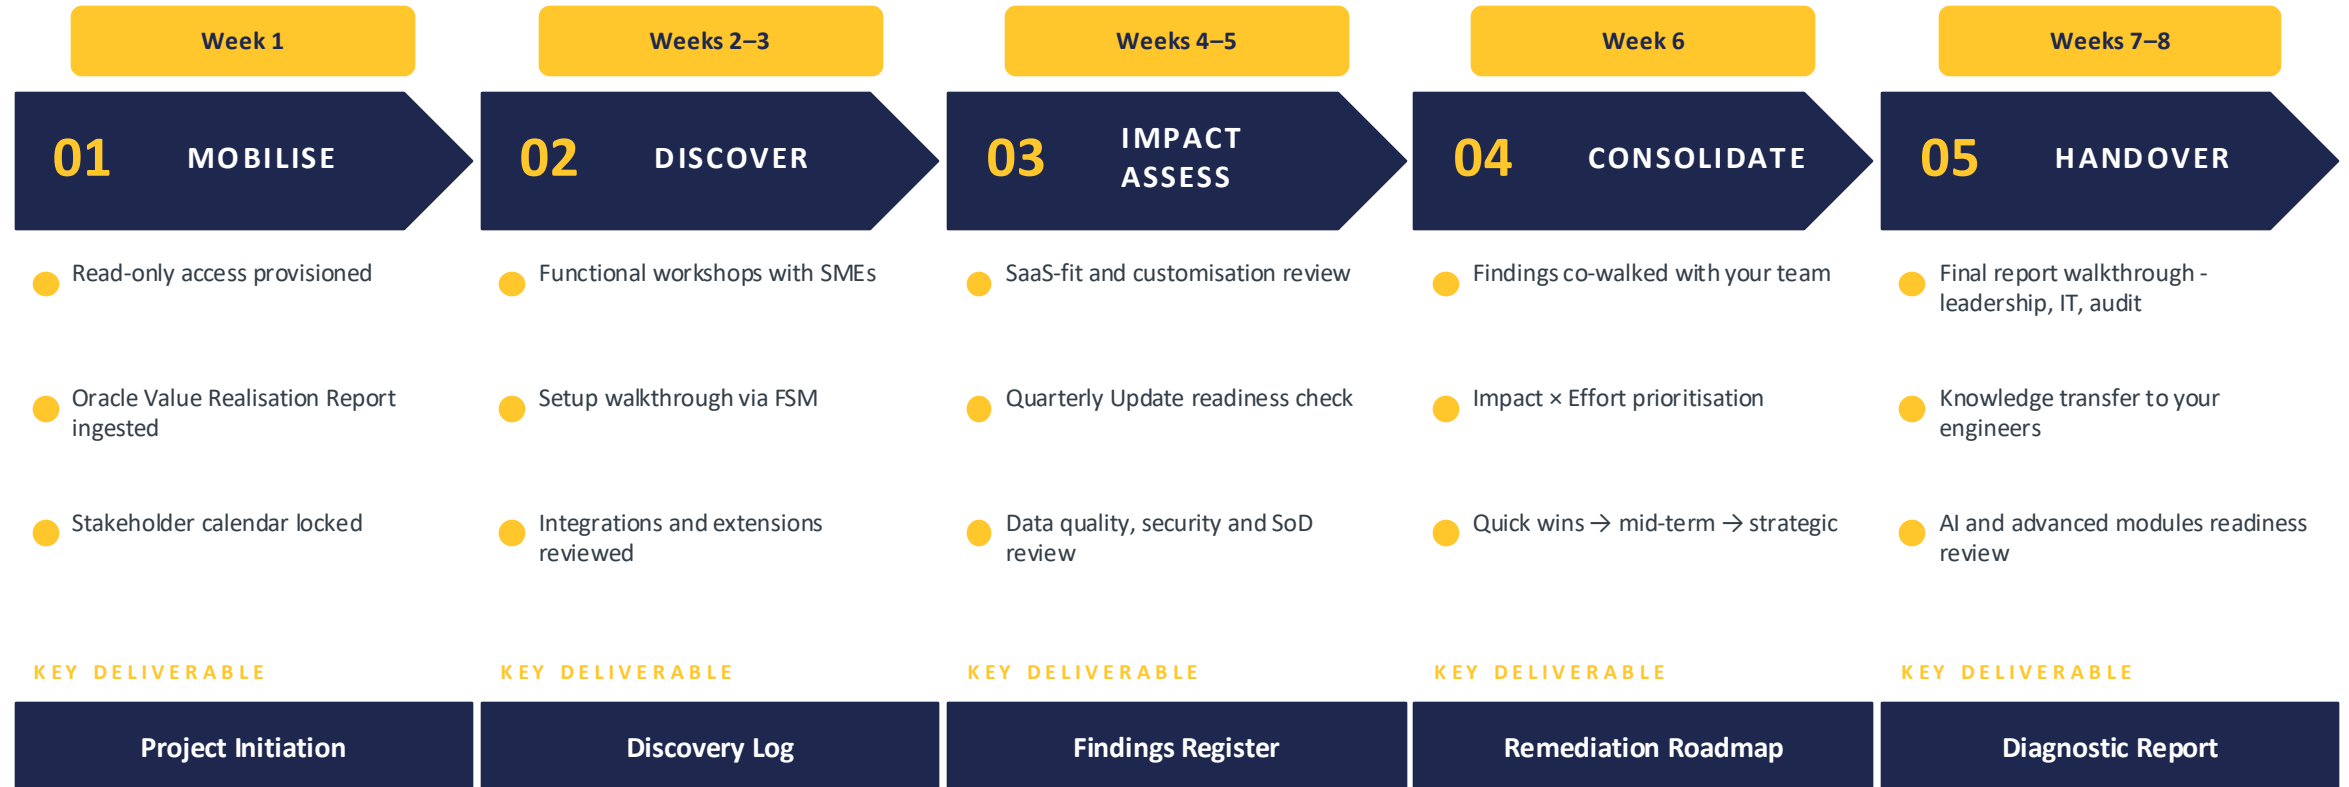 Week 1
01
MOBILISE
Read-only access provisioned
Oracle Value Realisation Report
ingested
Stakeholder calendar locked
KEY DELIVERABLE
Project Initiation
Weeks 2–3
02
DISCOVER
Functional workshops with SMEs
Setup walkthrough via FSM
Integrations and extensions
reviewed
KEY DELIVERABLE
Discovery Log
Weeks 4–5
03
IMPACT
ASSESS
SaaS-fit and customisation review
Quarterly Update readiness check
Data quality, security and SoD
review
KEY DELIVERABLE
Findings Register
Week 6
04
CONSOLIDATE
Findings co-walked with your team
Impact × Effort prioritisation
Quick wins → mid-term → strategic
KEY DELIVERABLE
Remediation Roadmap
Weeks 7–8
05
HANDOVER
Final report walkthrough -
leadership, IT, audit
Knowledge transfer to your
engineers
AI and advanced modules readiness
review
KEY DELIVERABLE
Diagnostic Report